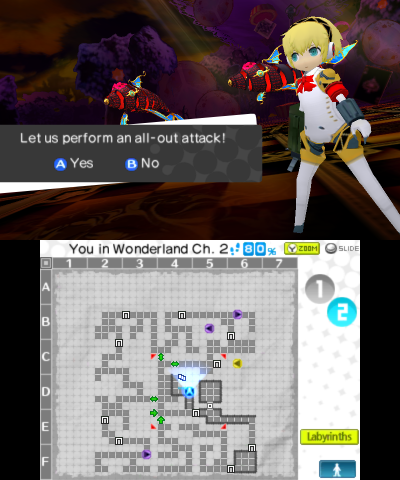 Let us perform an all-out attack!
A Yes B No
You in Wonderland Ch. 2 80% Y ZOOM SLIDE
1 2 3 4 5 6 7
1
A
2
B
C
D
E
Labyrinths
F